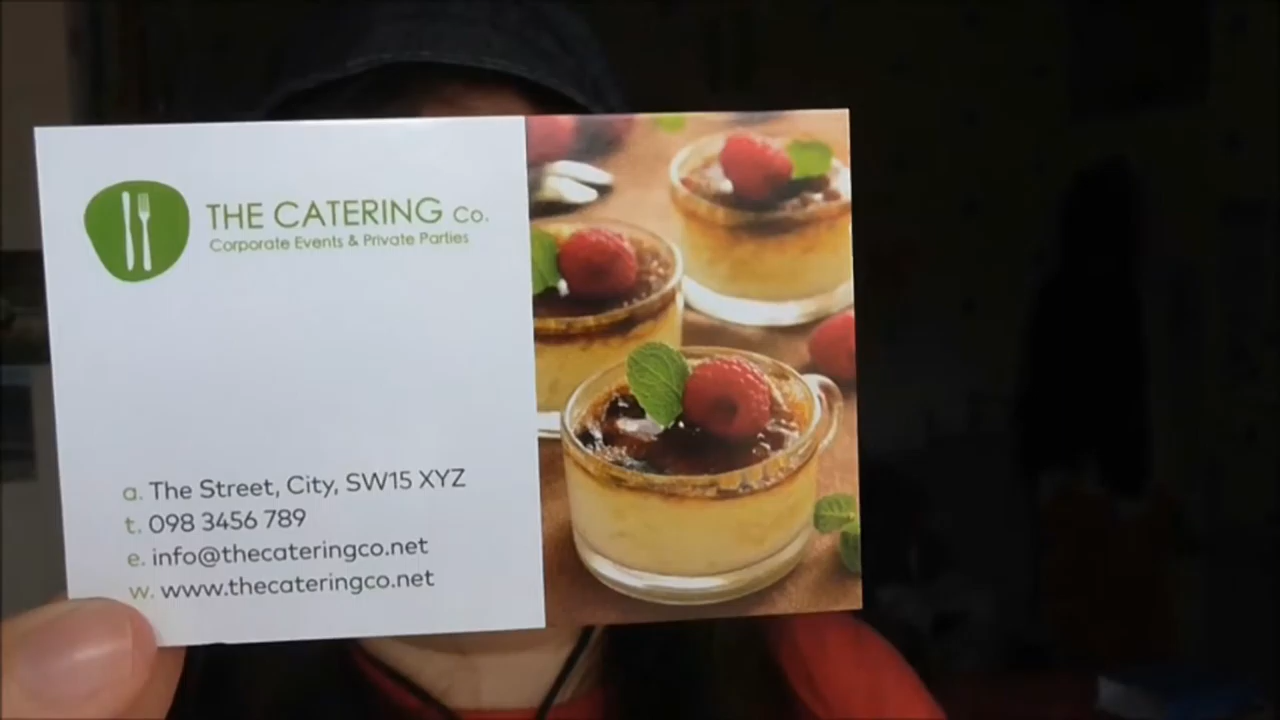 THE CATERING Co.
Corporate Events & Private Parties
a. The Street, City, SW15 XYZ
t. 098 3456 789
e. info@thecateringco.net
w. www.thecateringco.net